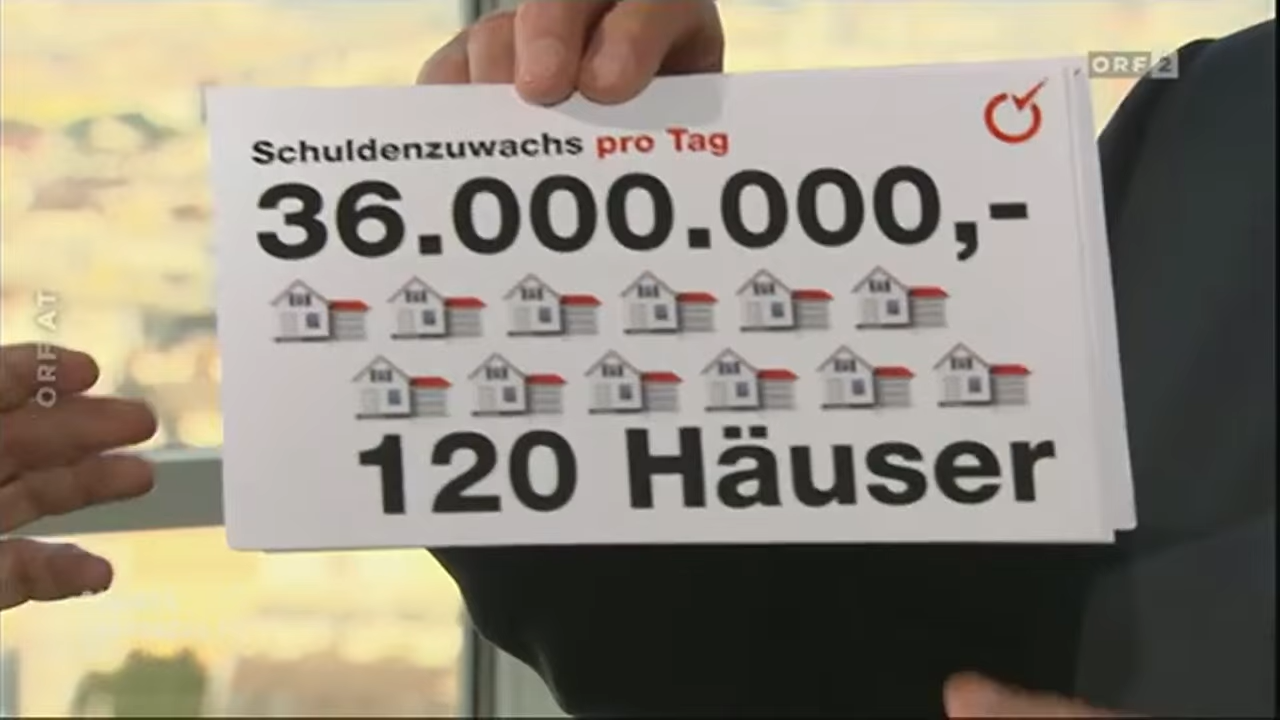 ORF 2
Schuldenzuwachs pro Tag
36.000.000,-
120 Häuser
ORF.AT